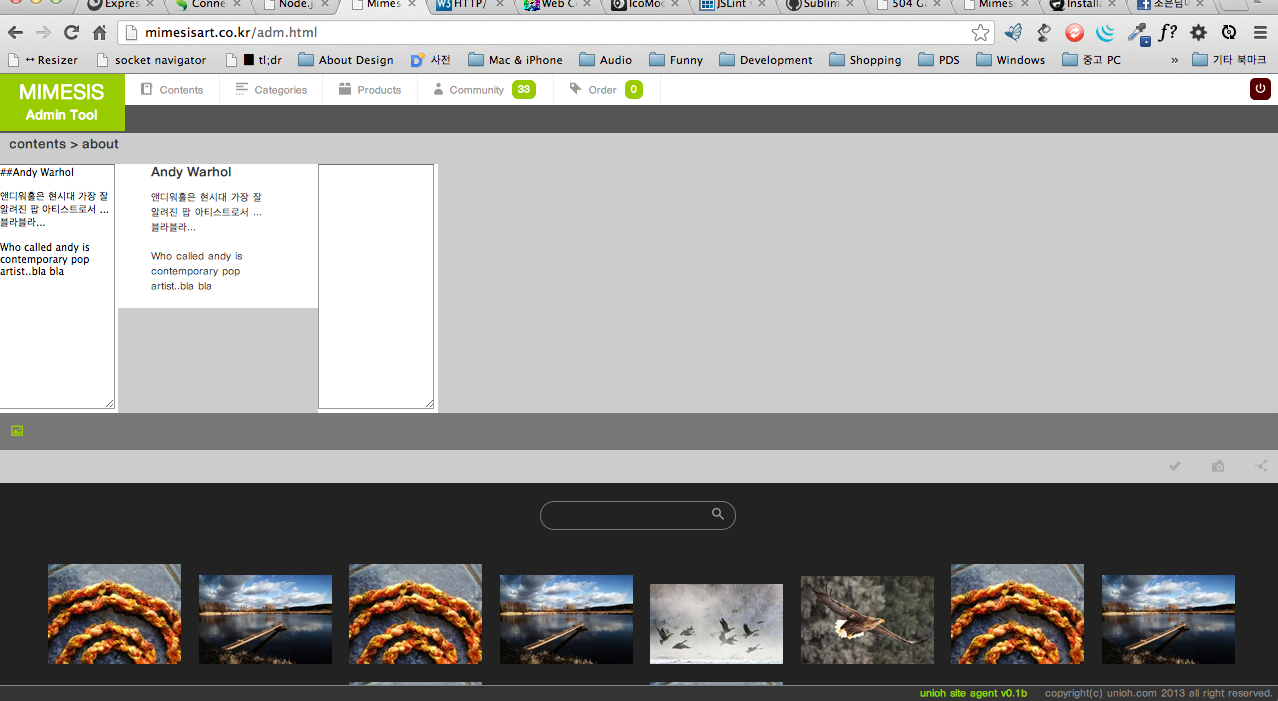 Expres
Conne
Node.j
Mimes
W3 HTTP/
Web C
IcoMoo
JSLint
Sublim
504 Ga
Mimes
Installa
mimesisart.co.kr/adm.html
f?
↔ Resizer
socket navigator
tl;dr
About Design
사전
Mac & iPhone
Audio
Funny
Development
Shopping
PDS
Windows
중고 PC
»
기타 북마크
MIMESIS
Admin Tool
Contents
Categories
Products
Community 33
Order 0
contents > about
##Andy Warhol
앤디워홀은 현시대 가장 잘
알려진 팝 아티스트로서 ...
블라블라...
Who called andy is
contemporary pop
artist..bla bla
Andy Warhol
앤디워홀은 현시대 가장 잘
알려진 팝 아티스트로서 ...
블라블라...
Who called andy is
contemporary pop
artist..bla bla
unioh site agent v0.1b
copyright(c) unioh.com 2013 all right reserved.